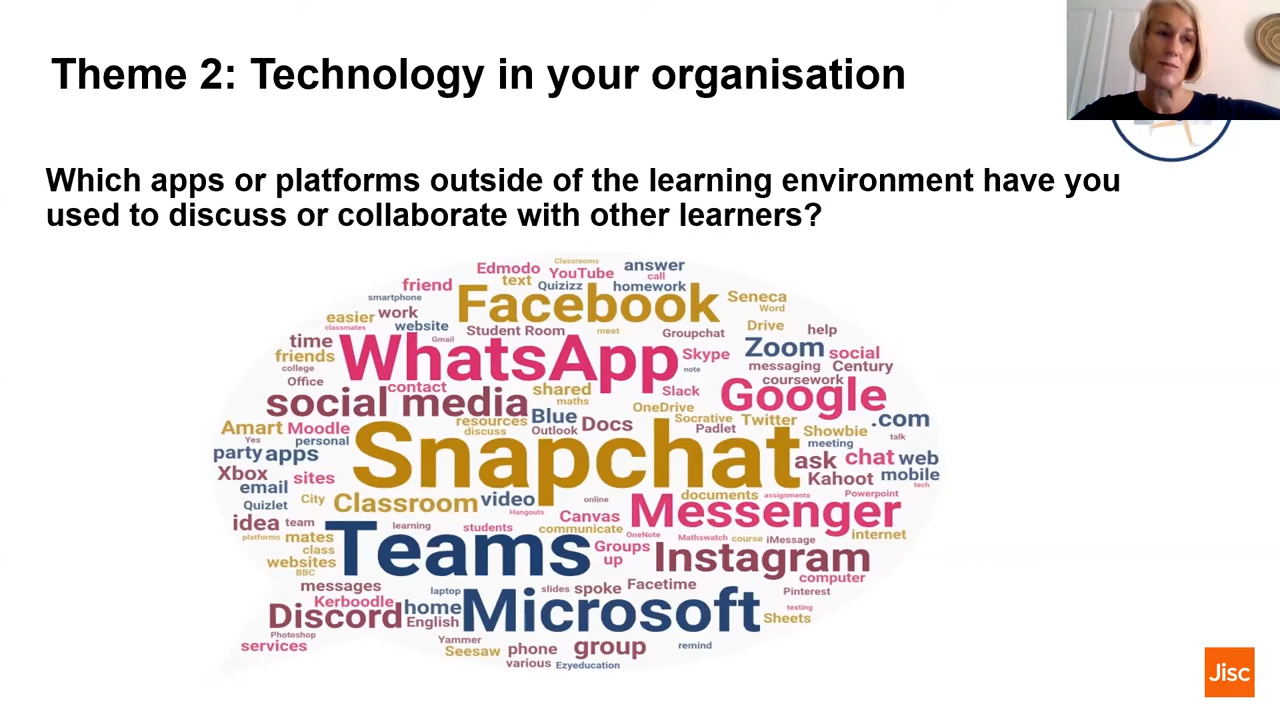 Theme 2: Technology in your organisation
Which apps or platforms outside of the learning environment have you
used to discuss or collaborate with other learners?
Classrooms
Edmodo YouTube answer
call
friend text Quizizz homework
smartphone Facebook Seneca
Word
easier work
classmates website Student Room meet Groupchat Drive help
time Gmail WhatsApp Skype Zoom social
friends note messaging Century
college
Office contact shared Slack coursework
social media maths Google
OneDrive
Amart Moodle resources Blue Docs Socrative Twitter .com
discuss Outlook Padlet Showbie
Yes personal Snapchat meeting talk
party apps ask chat web
Xbox sites Kahoot mobile
email tech
Quizlet City Classroom video online documents assignments Powerpoint
Hangouts Messenger
idea team learning students Canvas communicate
platforms mates Teams OneNote Mathswatch course iMessage internet
class Groups Instagram
websites up
BBC computer
messages laptop slides spoke Facetime Pinterest
Kerboodle home Microsoft texting
Discord English Sheets
Photoshop
services Yammer group remind
Seesaw phone
various Ezyeducation
Jisc